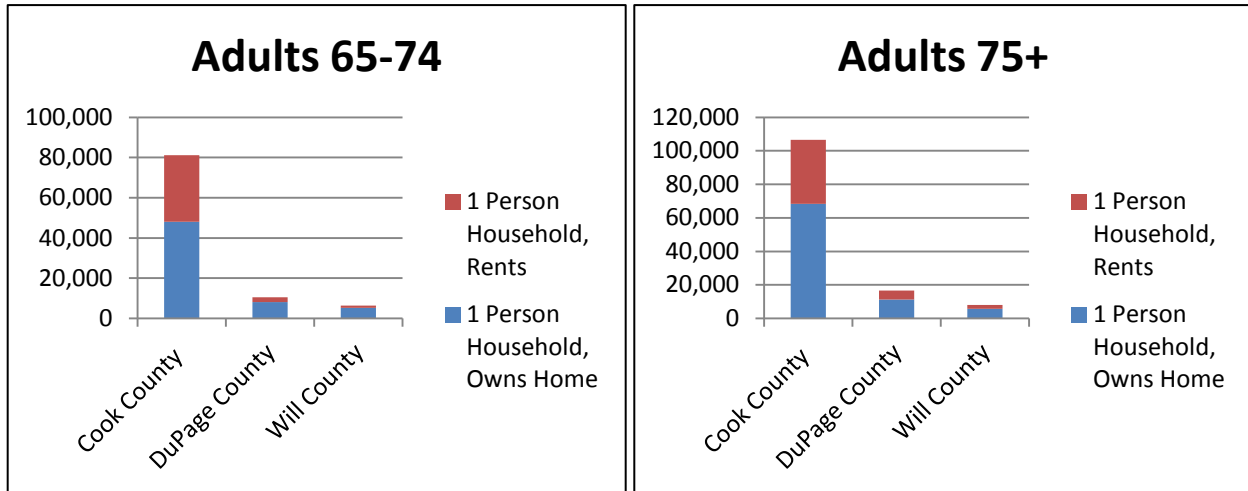 Adults 65-74
100,000
80,000
60,000
40,000
20,000
0
Cook County
DuPage County
Will County
1 Person
Household,
Rents
1 Person
Household,
Owns Home
Adults 75+
120,000
100,000
80,000
60,000
40,000
20,000
0
Cook County
DuPage County
Will County
1 Person
Household,
Rents
1 Person
Household,
Owns Home